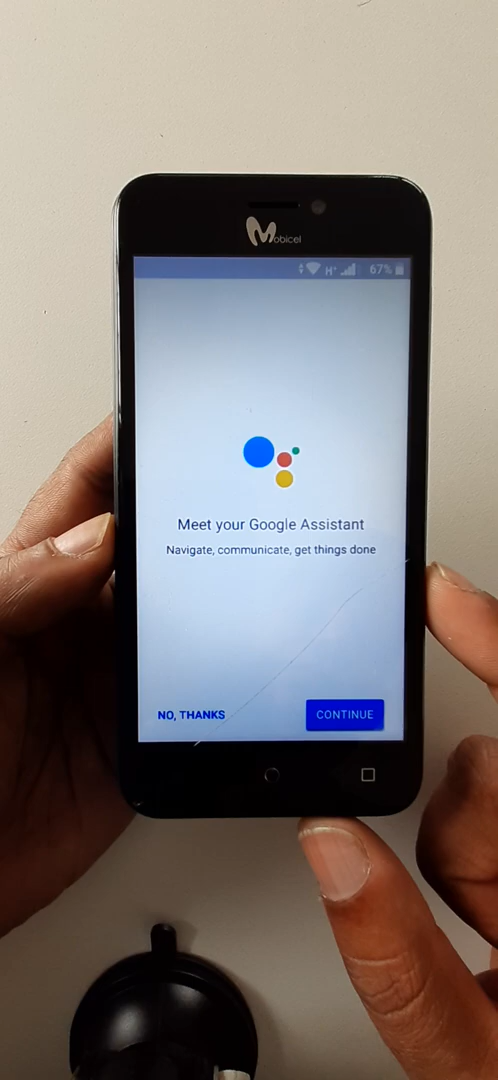 Mobicel
H+ 67%
Meet your Google Assistant
Navigate, communicate, get things done
NO, THANKS
CONTINUE